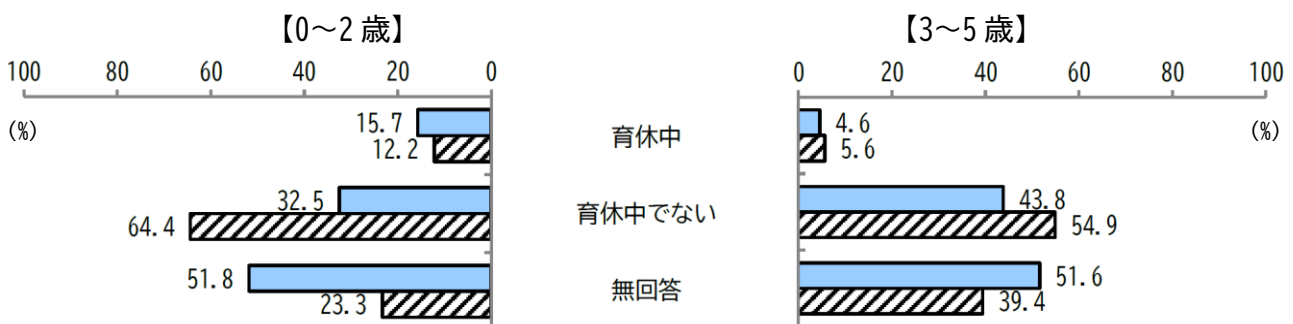 【0～2 歳】 【3～5 歳】
100 80 60 40 20 0 0 20 40 60 80 100
(%) (%)
15.7 育休中 4.6
12.2 5.6
32.5 育休中でない 43.8
64.4 54.9
51.8 無回答 51.6
23.3 39.4